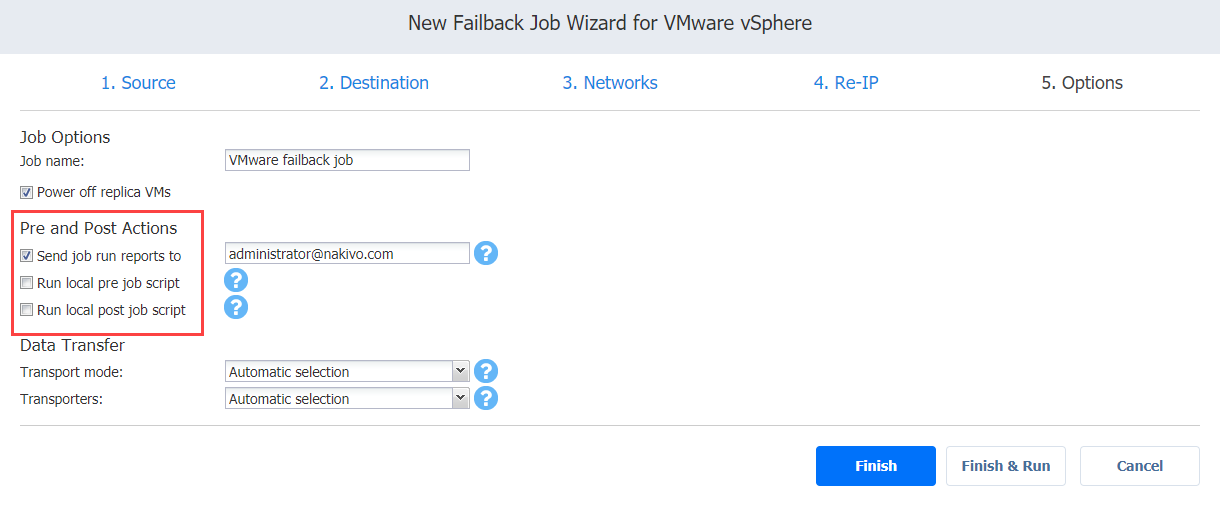 New Failback Job Wizard for VMware vSphere
1. Source 2. Destination 3. Networks 4. Re-IP 5. Options
Job Options
Job name: VMware failback job
Power off replica VMs
Pre and Post Actions
Send job run reports to administrator@nakivo.com ?
Run local pre job script ?
Run local post job script ?
Data Transfer
Transport mode: Automatic selection ?
Transporters: Automatic selection ?
Finish Finish & Run Cancel